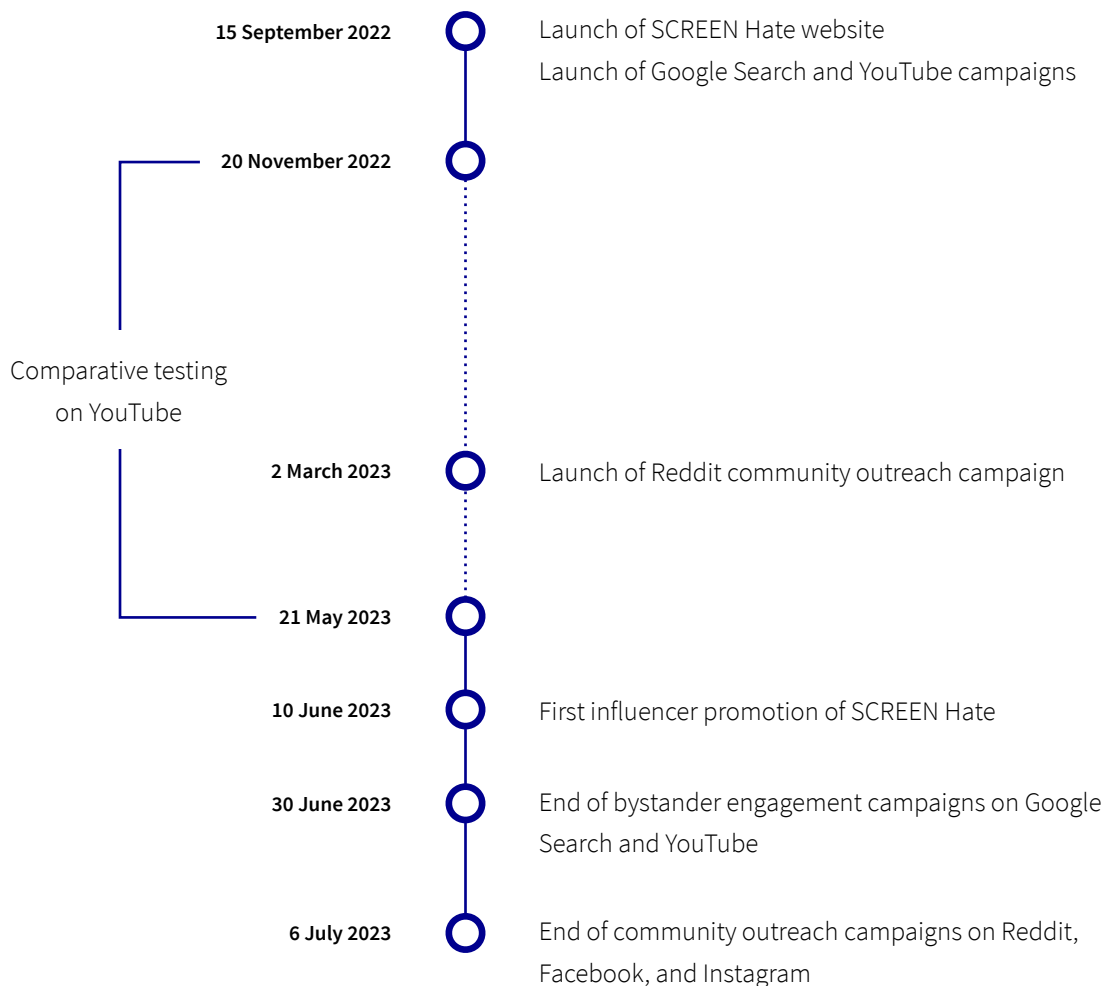 15 September 2022
Launch of SCREEN Hate website
Launch of Google Search and YouTube campaigns
20 November 2022
Comparative testing
on YouTube
2 March 2023
Launch of Reddit community outreach campaign
21 May 2023
10 June 2023
First influencer promotion of SCREEN Hate
30 June 2023
End of bystander engagement campaigns on Google
Search and YouTube
6 July 2023
End of community outreach campaigns on Reddit,
Facebook, and Instagram